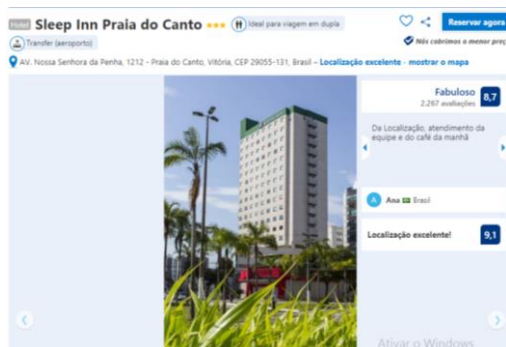 Hotel Sleep Inn Praia do Canto Ideal para viagem em dupla
Reservar agora
Transfer (aeroporto)
Nós cobrimos o menor preç
AV. Nossa Senhora da Penha, 1212 - Praia do Canto, Vitória, CEP 29055-131, Brasil – Localização excelente - mostrar o mapa
Fabuloso
2.267 avaliações
8,7
Da Localização, atendimento da
equipe e do café da manhã
A Ana Brasil
Localização excelente! 9,1
Ativar o Windows